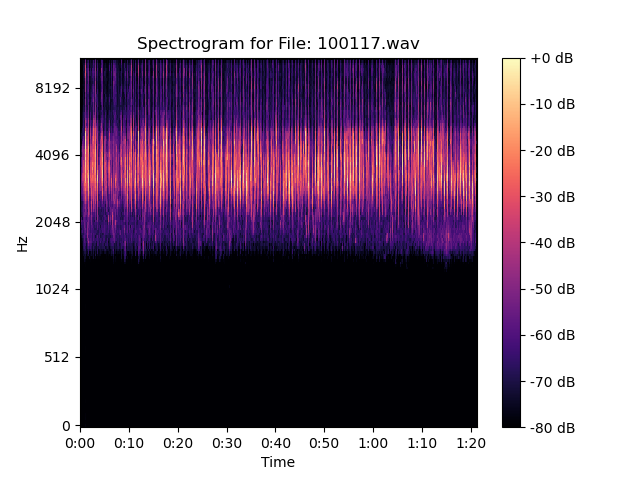 Spectrogram for File: 100117.wav
8192
4096
2048
1024
512
0
Hz
0:00 0:10 0:20 0:30 0:40 0:50 1:00 1:10 1:20
Time
+0 dB
-10 dB
-20 dB
-30 dB
-40 dB
-50 dB
-60 dB
-70 dB
-80 dB